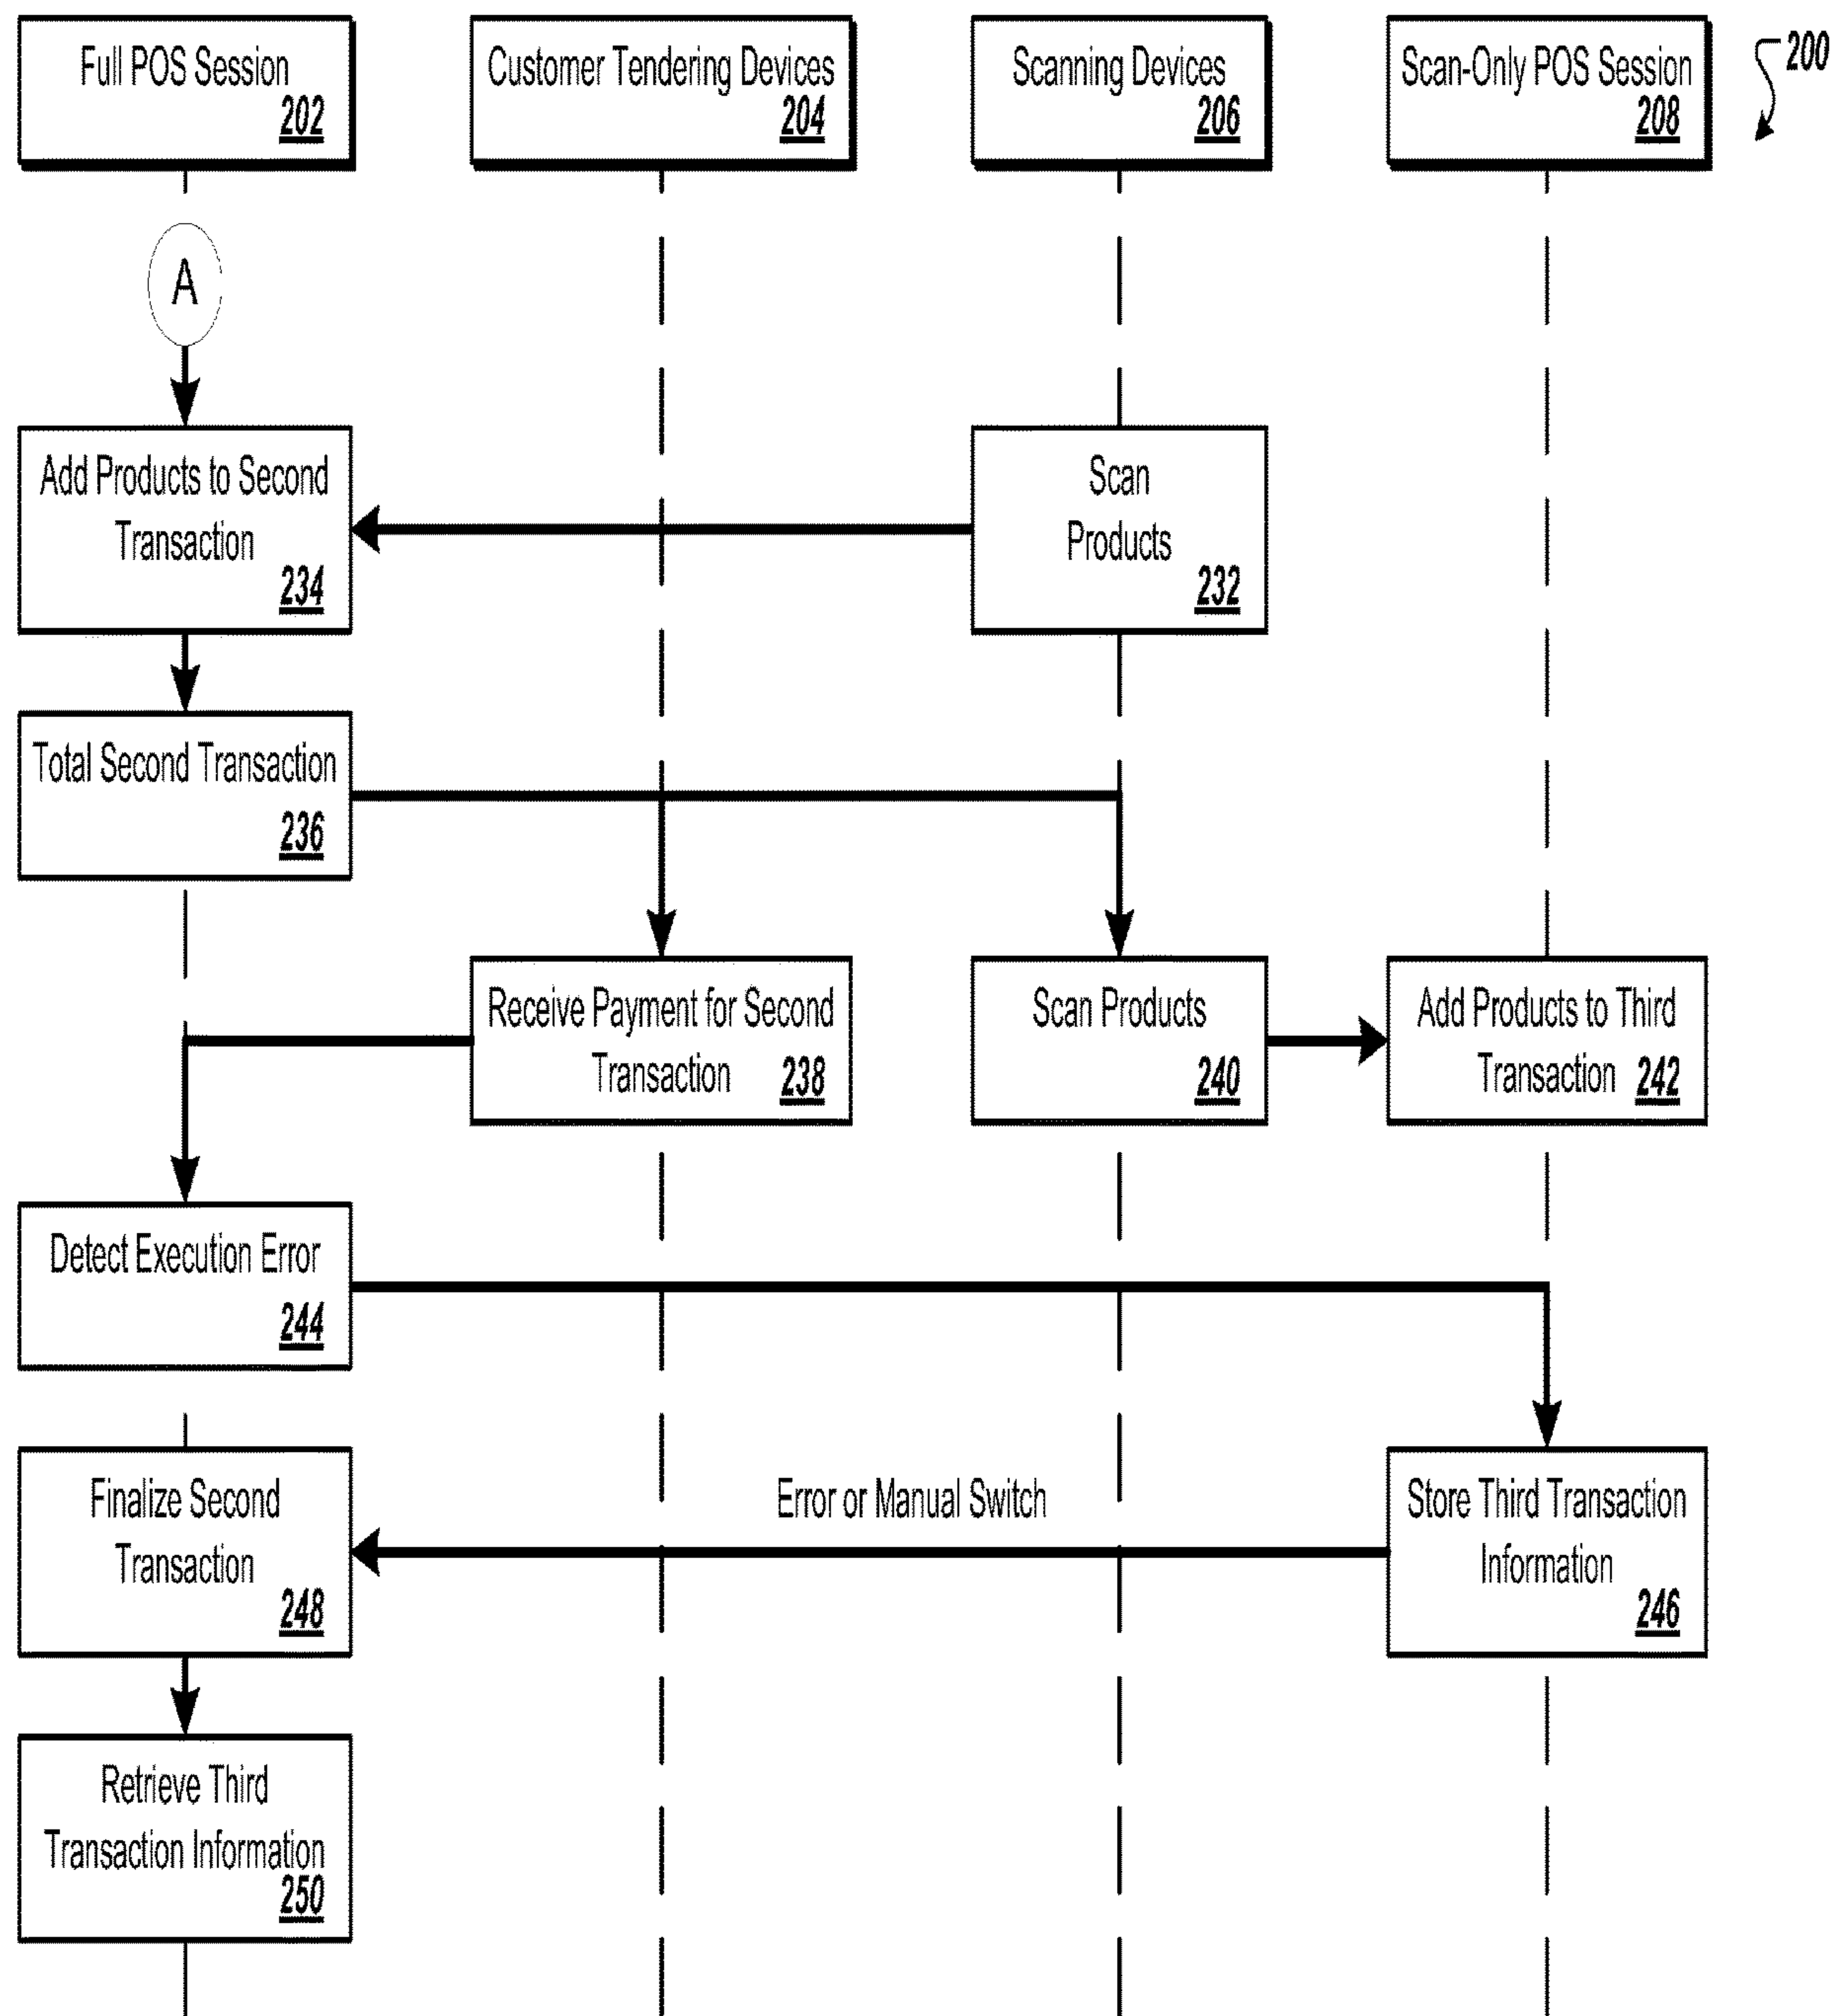 Full POS Session
202
Customer Tendering Devices
204
Scanning Devices
206
Scan-Only POS Session
208
200
A
Add Products to Second
Transaction
234
Scan
Products
232
Total Second Transaction
236
Receive Payment for Second
Transaction 238
Scan Products
240
Add Products to Third
Transaction 242
Detect Execution Error
244
Finalize Second
Transaction
248
Error or Manual Switch
Store Third Transaction
Information
246
Retrieve Third
Transaction Information
250